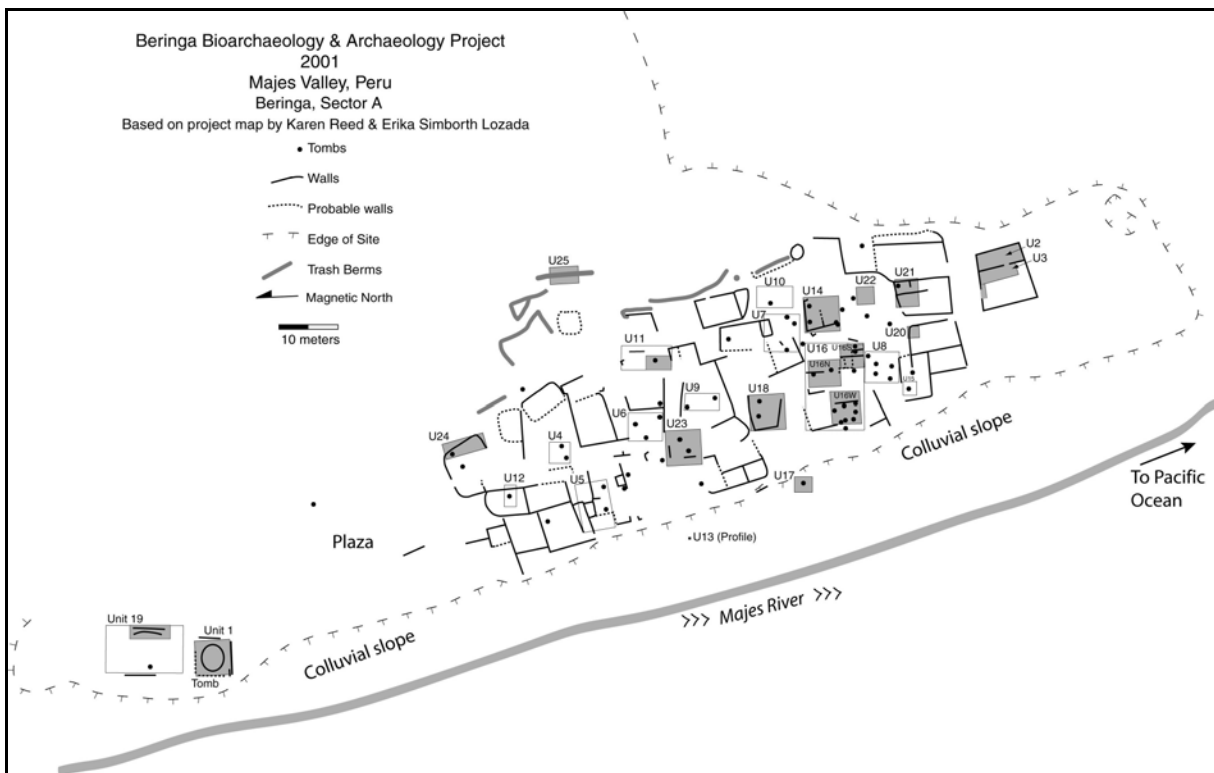 Beringa Bioarchaeology & Archaeology Project
2001
Majes Valley, Peru
Beringa, Sector A
Based on project map by Karen Reed & Erika Simborth Lozada
Tombs
Walls
Probable walls
Edge of Site
Trash Berms
Magnetic North
10 meters
U2
U3
U25
U21
U22
U10
U14
U7
U20
U11
U16
U8
U16N
U9
U18
U16W
U6
U23
U24
U4
U12
U5
U17
Colluvial slope
To Pacific
Ocean
Plaza
U13 (Profile)
>>> Majes River >>>
Unit 19
Unit 1
Tomb
Colluvial slope